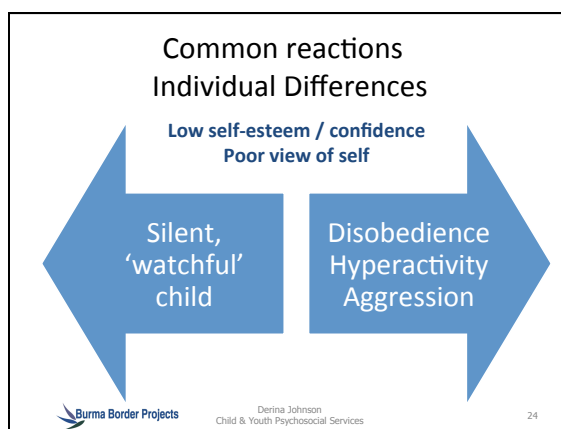 Common reactions
Individual Differences
Low self-esteem / confidence
Poor view of self
Silent,
‘watchful’
child
Disobedience
Hyperactivity
Aggression
Burma Border Projects
Derina Johnson
Child & Youth Psychosocial Services
24